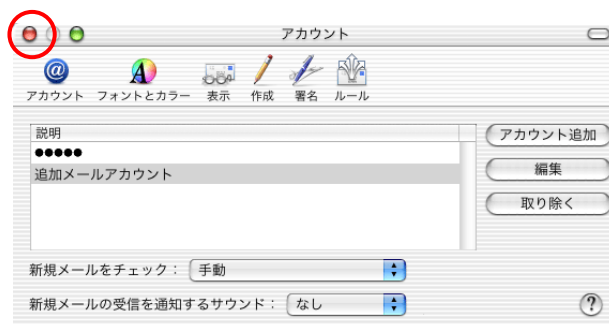 アカウント
アカウント フォントとカラー 表示 作成 署名 ルール
説明
●●●●●
追加メールアカウント
アカウント追加
編集
取り除く
新規メールをチェック： 手動
新規メールの受信を通知するサウンド： なし
?